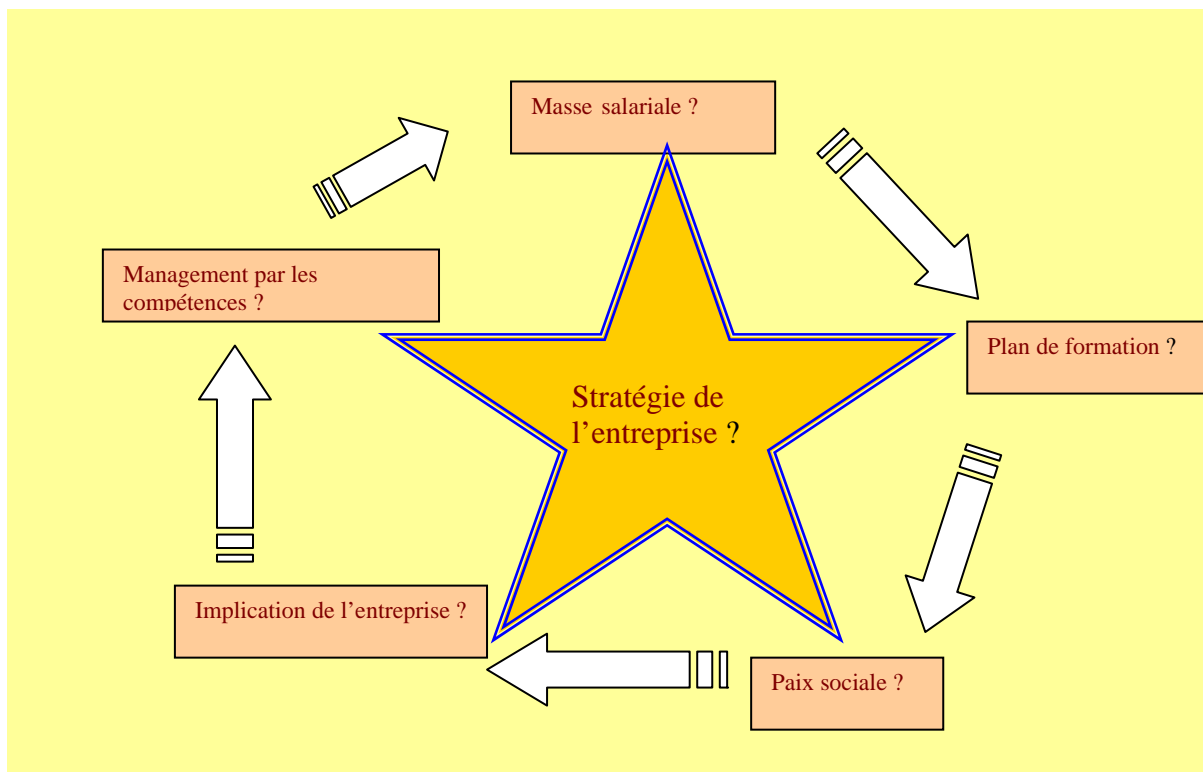 Masse salariale ?
Management par les
compétences ?
Plan de formation ?
Stratégie de
l’entreprise ?
Implication de l’entreprise ?
Paix sociale ?